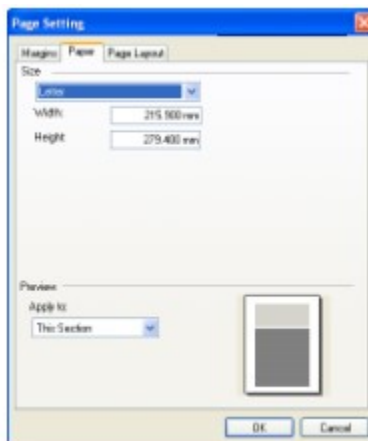 Page Setting
Margins Paper Page Layout
Size
Letter
Width: 215.900 mm
Height: 279.400 mm
Preview
Apply to:
This Section
OK Cancel